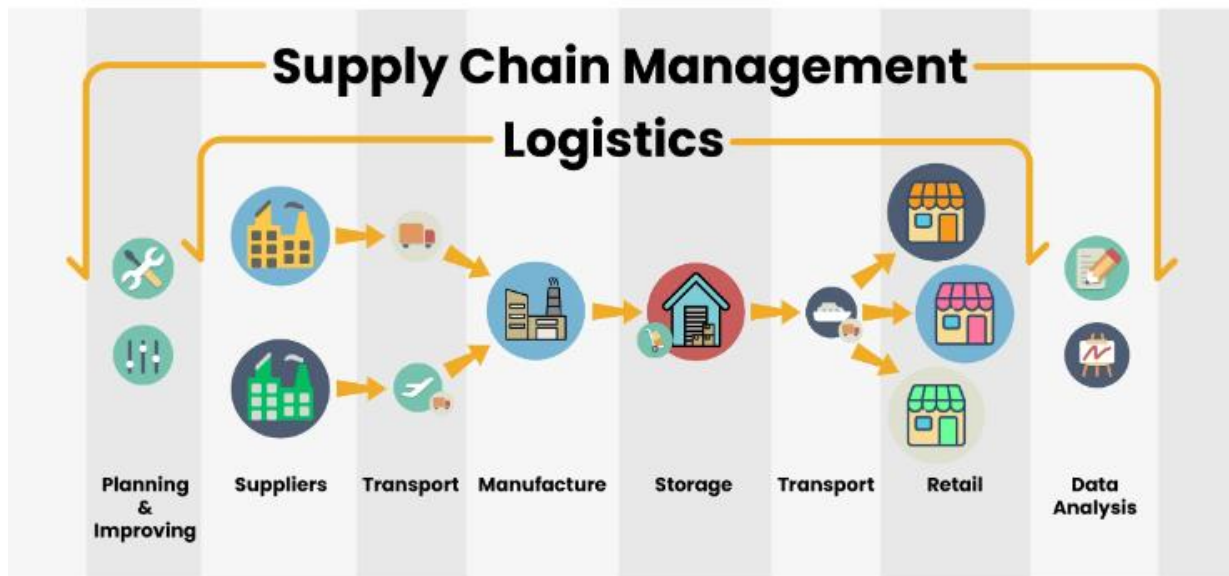 Supply Chain Management
Logistics
Planning
&
Improving
Suppliers
Transport
Manufacture
Storage
Transport
Retail
Data
Analysis